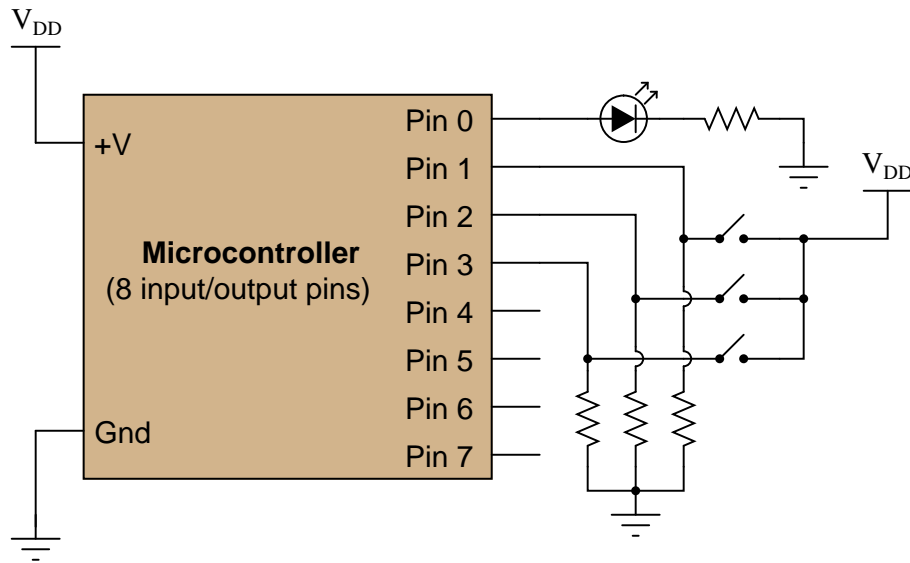 VDD
+V
Gnd
Microcontroller
(8 input/output pins)
Pin 0
Pin 1
Pin 2
Pin 3
Pin 4
Pin 5
Pin 6
Pin 7
VDD